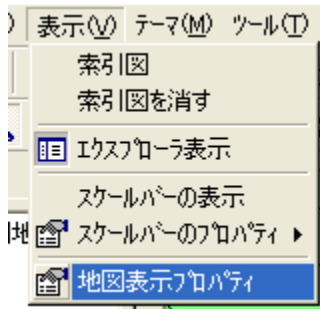 表示(V) ﾃｰﾏ(M) ﾂｰﾙ(T)
索引図
索引図を消す
ｴｸｽﾌﾟﾛｰﾗ表示
ｽｹｰﾙﾊﾞｰの表示
ｽｹｰﾙﾊﾞｰのﾌﾟﾛﾊﾟﾃｨ
地
地図表示ﾌﾟﾛﾊﾟﾃｨ